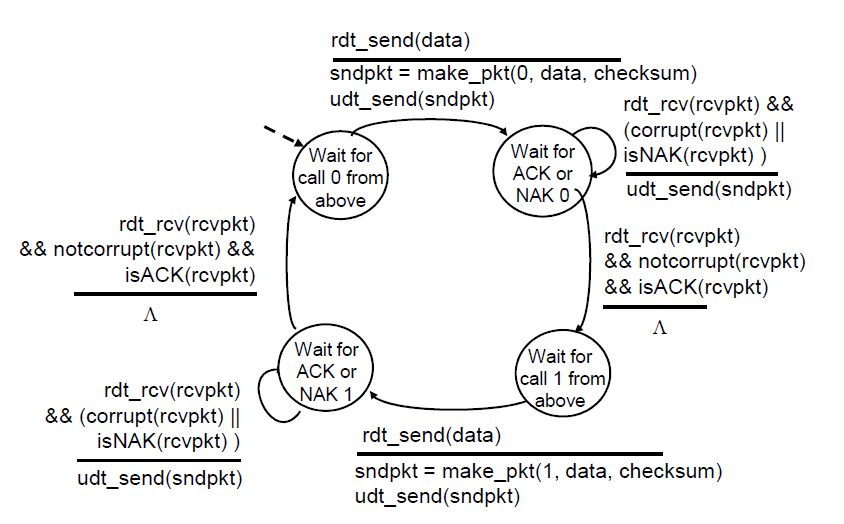 rdt_send(data)
sndpkt = make_pkt(0, data, checksum)
udt_send(sndpkt)
rdt_rcv(rcvpkt) &&
(corrupt(rcvpkt) ||
isNAK(rcvpkt) )
udt_send(sndpkt)
Wait for
call 0 from
above
Wait for
ACK or
NAK 0
rdt_rcv(rcvpkt)
&& notcorrupt(rcvpkt) &&
isACK(rcvpkt)
Λ
rdt_rcv(rcvpkt)
&& notcorrupt(rcvpkt)
&& isACK(rcvpkt)
Λ
Wait for
ACK or
NAK 1
Wait for
call 1 from
above
rdt_rcv(rcvpkt)
&& (corrupt(rcvpkt) ||
isNAK(rcvpkt) )
udt_send(sndpkt)
rdt_send(data)
sndpkt = make_pkt(1, data, checksum)
udt_send(sndpkt)